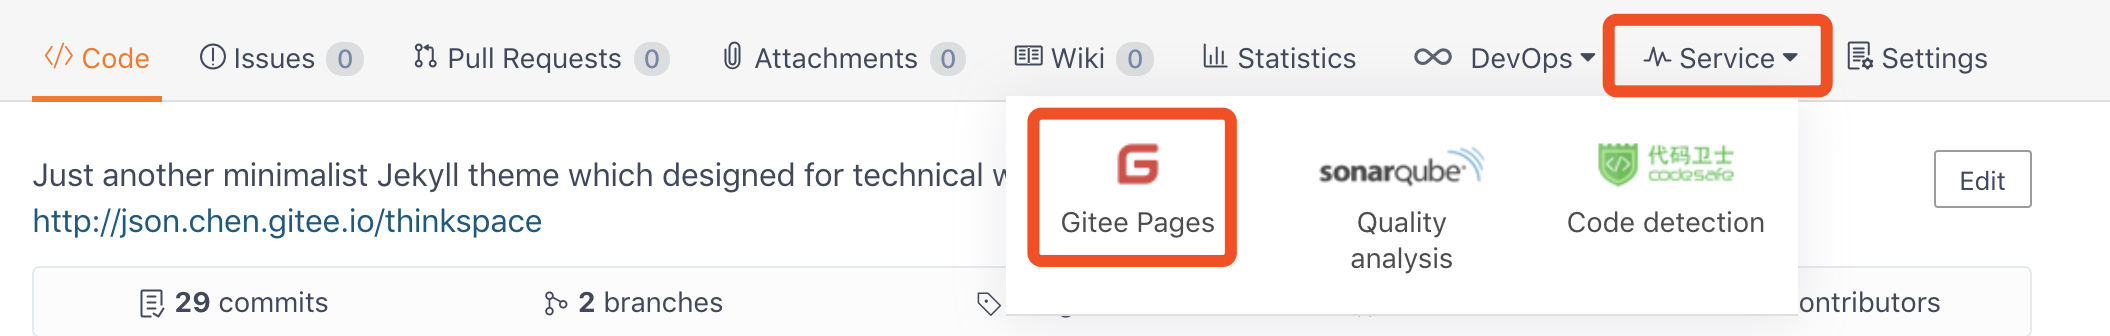 Code Issues 0 Pull Requests 0 Attachments 0 Wiki 0 Statistics DevOps Service Settings
G
Gitee Pages
sonarqube
Quality
analysis
代码卫士
codesafe
Code detection
Just another minimalist Jekyll theme which designed for technical
http://json.chen.gitee.io/thinkspace
Edit
29 commits 2 branches